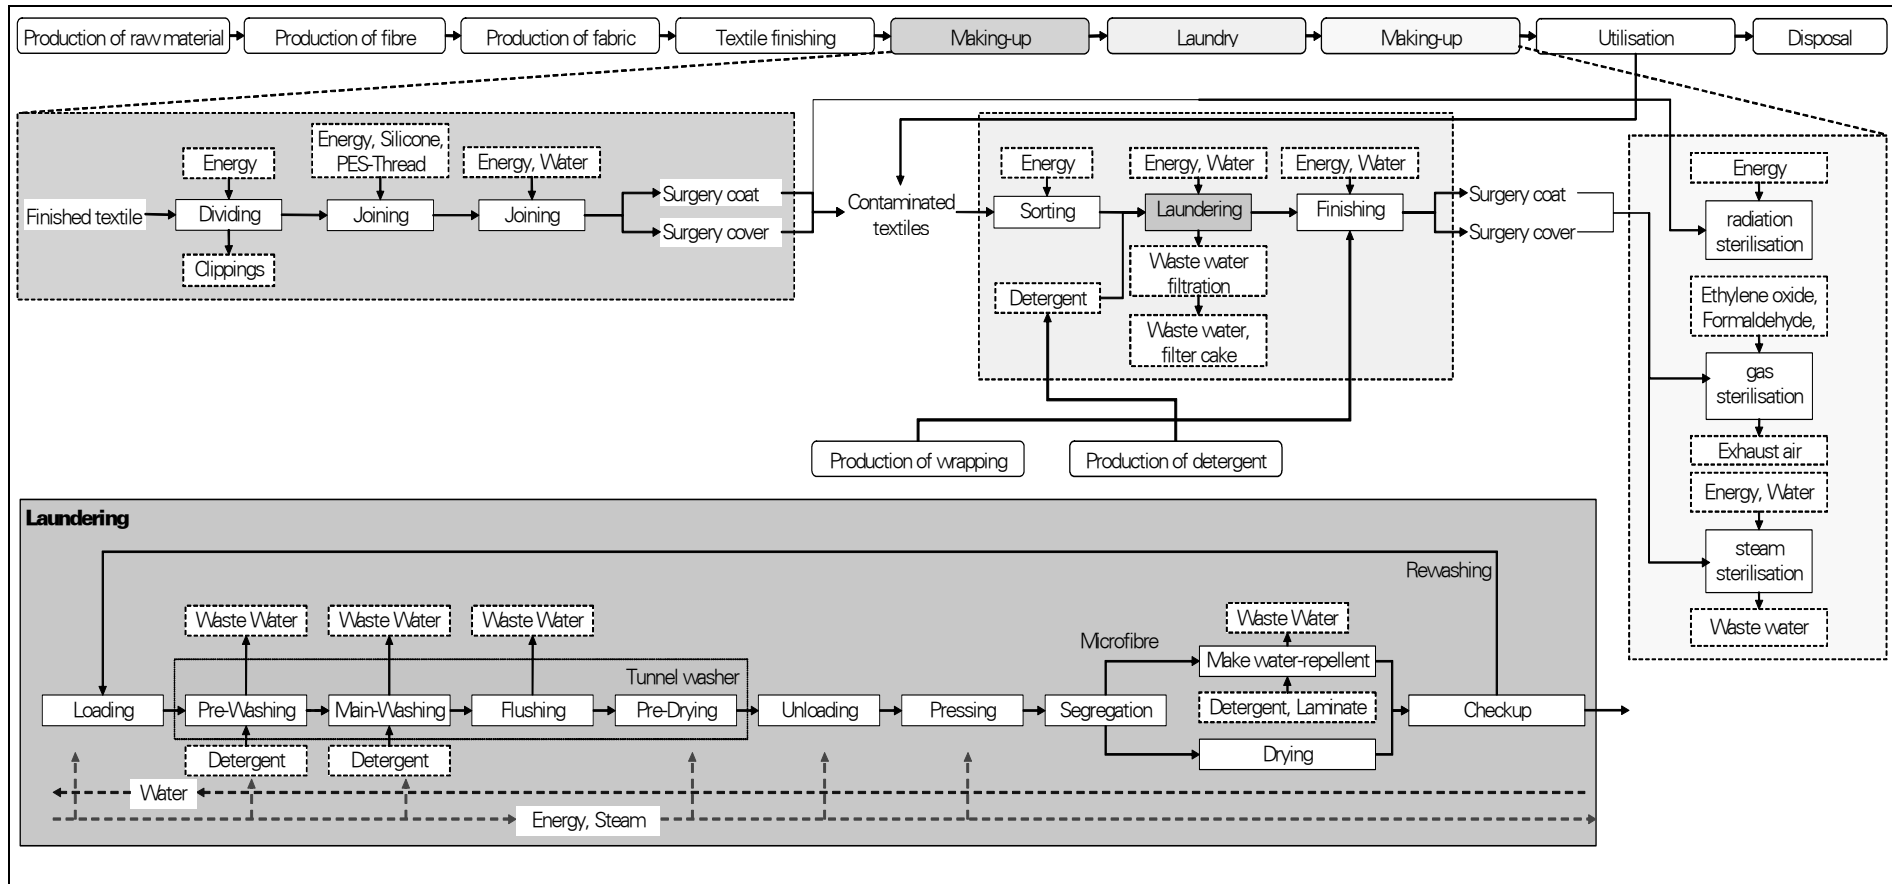 Production of raw material
Production of fibre
Production of fabric
Textile finishing
Making-up
Laundry
Making-up
Utilisation
Disposal
Finished textile
Energy
Dividing
Clippings
Energy, Silicone,
PES-Thread
Joining
Energy, Water
Joining
Surgery coat
Surgery cover
Contaminated
textiles
Energy
Sorting
Detergent
Energy, Water
Laundering
Waste water
filtration
Waste water,
filter cake
Energy, Water
Finishing
Surgery coat
Surgery cover
Energy
radiation
sterilisation
Ethylene oxide,
Formaldehyde,
gas
sterilisation
Exhaust air
Energy, Water
steam
sterilisation
Waste water
Production of wrapping
Production of detergent
Laundering
Rewashing
Waste Water
Waste Water
Waste Water
Waste Water
Microfibre
Make water-repellent
Tunnel washer
Loading
Pre-Washing
Main-Washing
Flushing
Pre-Drying
Unloading
Pressing
Segregation
Detergent, Laminate
Checkup
Detergent
Detergent
Drying
Water
Energy, Steam